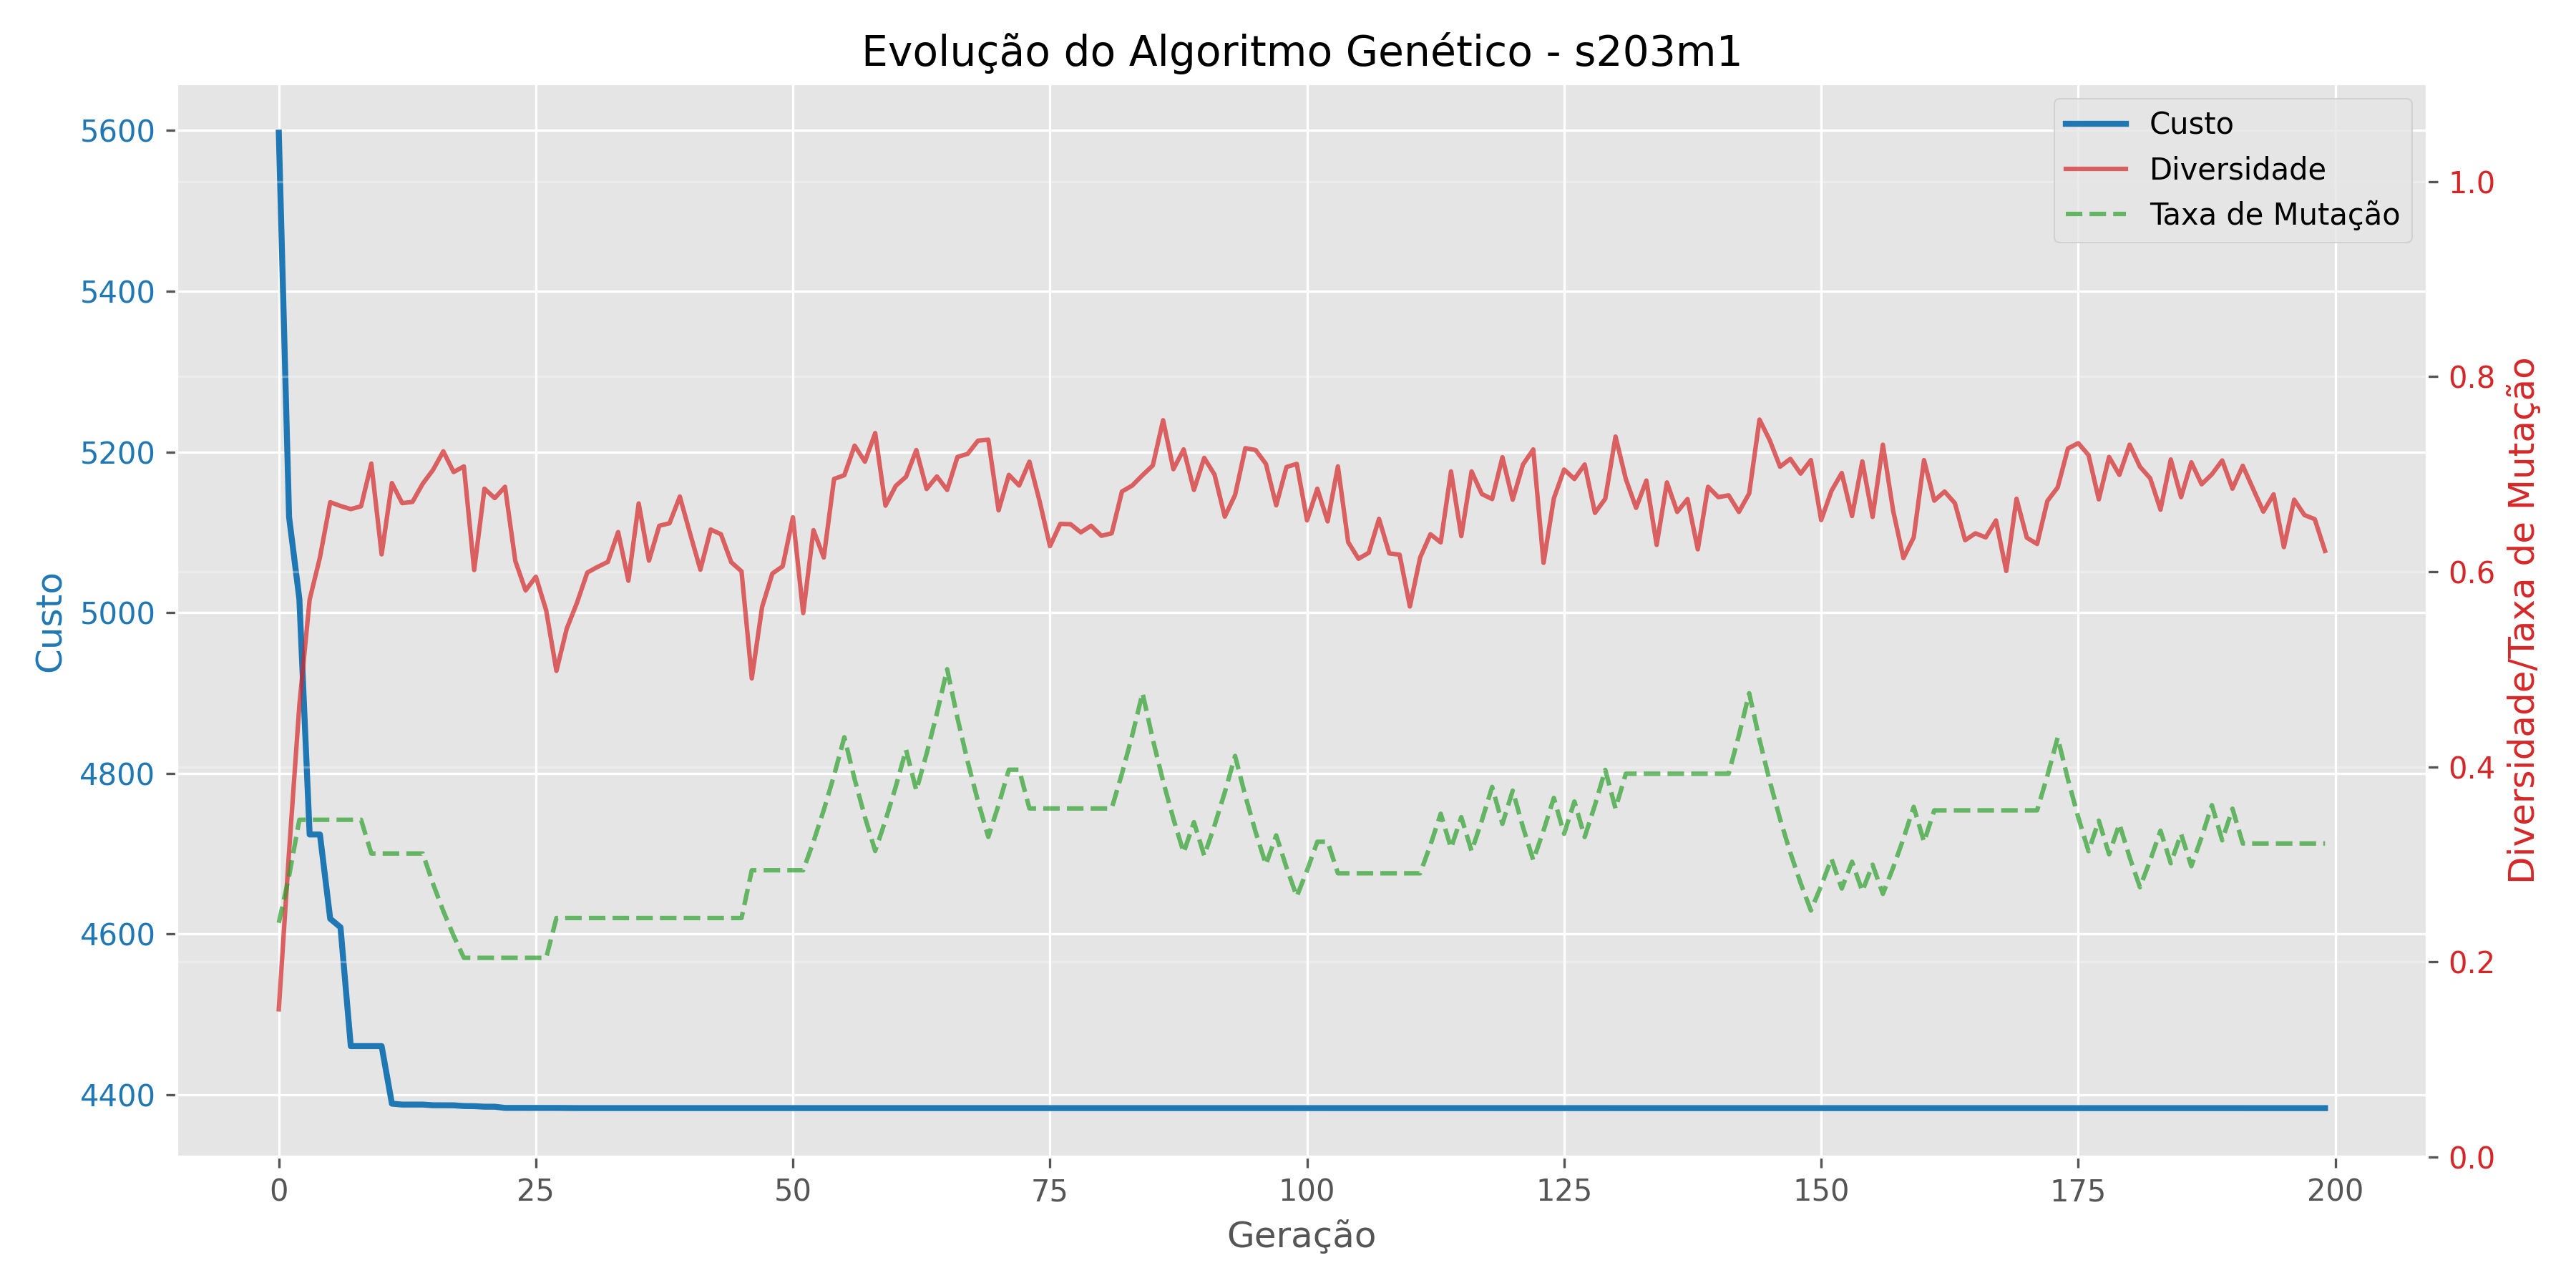 Evolução do Algoritmo Genético - s203m1
Custo
Diversidade
Taxa de Mutação
5600
5400
5200
5000
4800
4600
4400
Custo
1.0
0.8
0.6
0.4
0.2
0.0
Diversidade/Taxa de Mutação
0 25 50 75 100 125 150 175 200
Geração